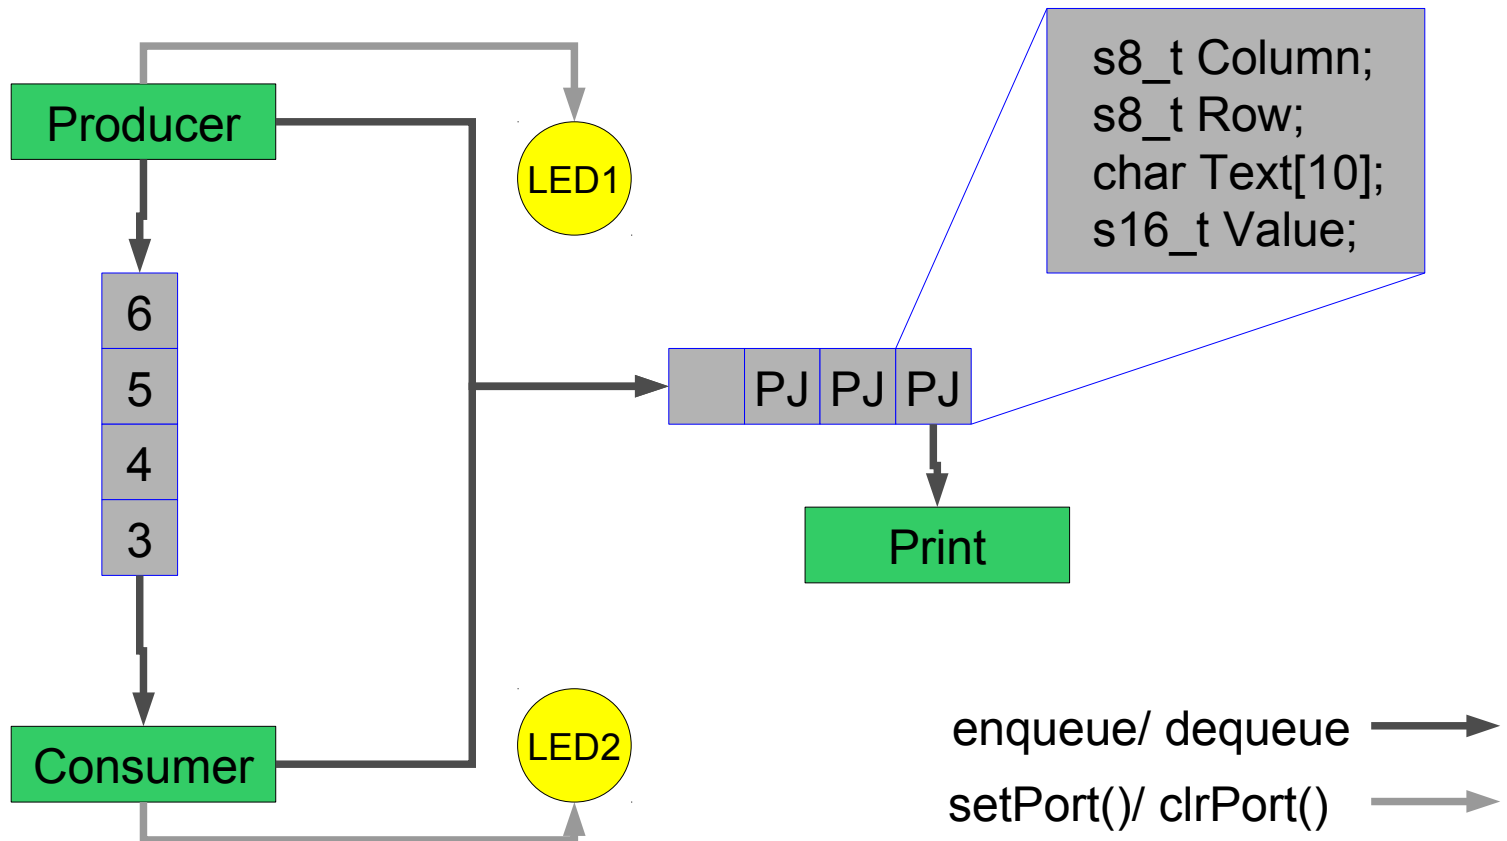 s8_t Column;
s8_t Row;
char Text[10];
s16_t Value;
Producer
LED1
6
5
4
3
PJ PJ PJ
Print
Consumer
LED2
enqueue/ dequeue
setPort()/ clrPort()